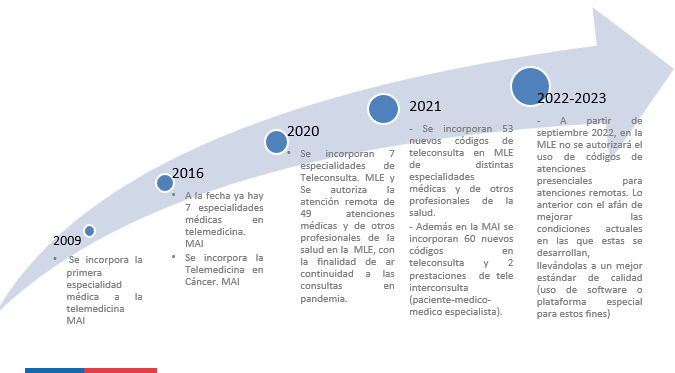 2009
• Se incorpora la
primera
especialidad
médica a la
telemedicina
MAI
2016
• A la fecha ya hay
7 especialidades
médicas en
telemedicina.
MAI
• Se incorpora la
Telemedicina en
Cáncer. MAI
2020
• Se incorporan 7
especialidades de
Teleconsulta. MLE y
Se autoriza la
atención remota de
49 atenciones
médicas y de otros
profesionales de la
salud en la MLE, con
la finalidad de ar
continuidad a las
consultas en
pandemia.
2021
- Se incorporan 53
nuevos códigos de
teleconsulta en MLE
de distintas
especialidades
médicas y de otros
profesionales de la
salud.
- Además en la MAI se
incorporan 60 nuevos
códigos en
teleconsulta y 2
prestaciones de tele
interconsulta
(paciente-medico-
medico especialista).
2022-2023
- A partir de
septiembre 2022, en la
MLE no se autorizará el
uso de códigos de
atenciones
presenciales para
atenciones remotas. Lo
anterior con el afán de
mejorar las
condiciones actuales
en las que estas se
desarrollan,
llevándolas a un mejor
estándar de calidad
(uso de software o
plataforma especial
para estos fines)